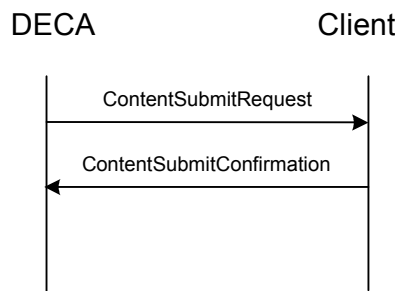 DECA
Client
ContentSubmitRequest
ContentSubmitConfirmation